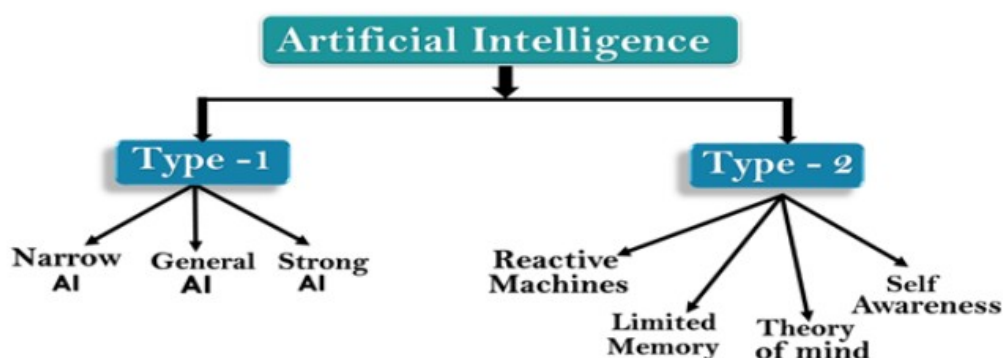 Artificial Intelligence
Type -1
Type - 2
Narrow
AI
General
AI
Strong
AI
Reactive
Machines
Limited
Memory
Theory
of mind
Self
Awareness